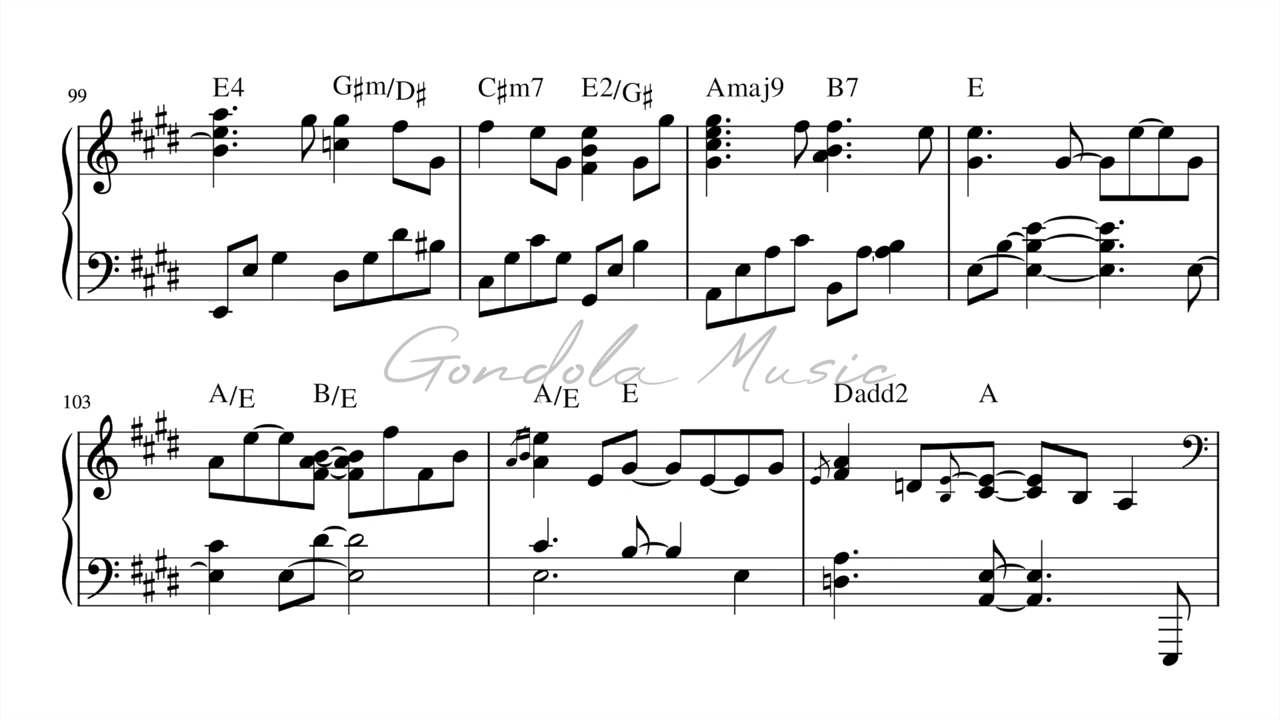 99 E4 G♯m/D♯ C♯m7 E2/G♯ Amaj9 B7 E
Gondola Music
103 A/E B/E A/E E Dadd2 A